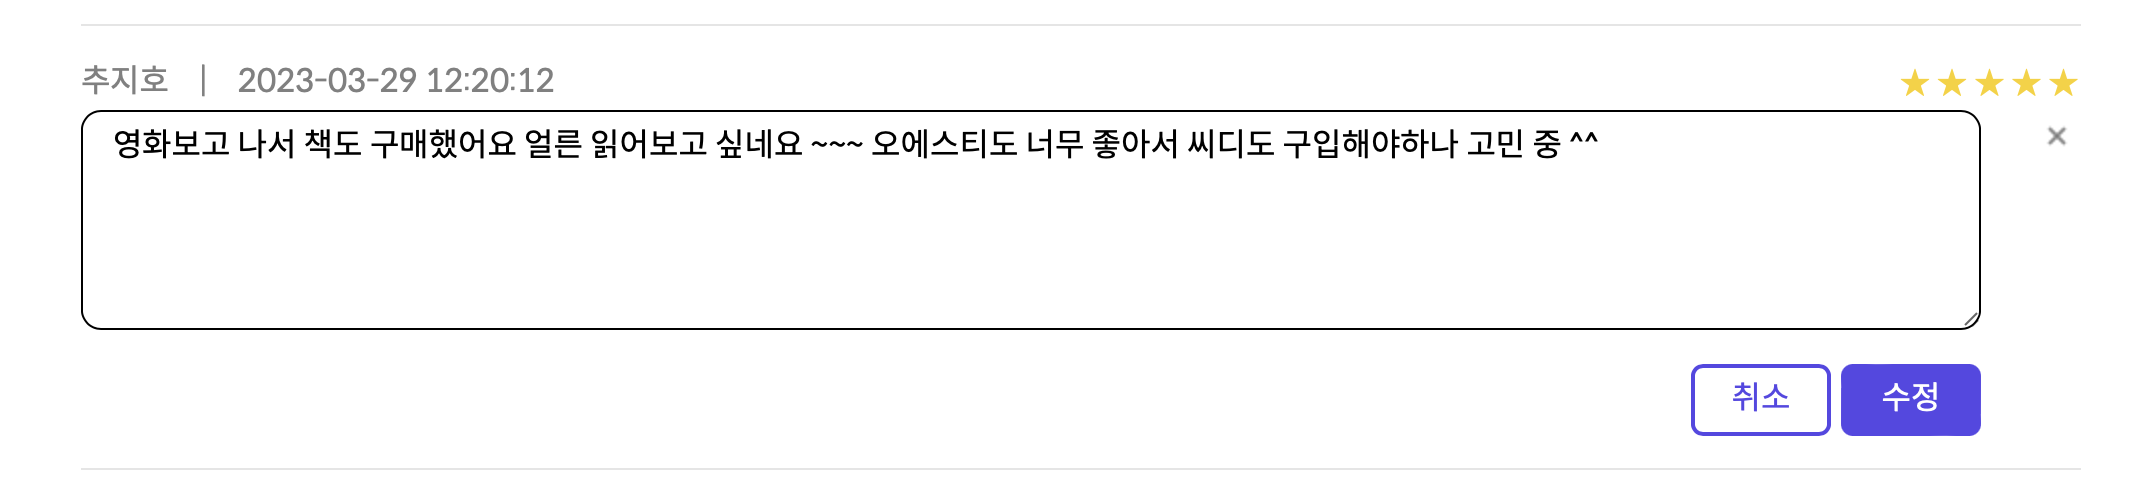 추지호 | 2023-03-29 12:20:12
★★★★★
영화보고 나서 책도 구매했어요 얼른 읽어보고 싶네요 ~~~ 오에스티도 너무 좋아서 씨디도 구입해야하나 고민 중 ^^
×
취소
수정